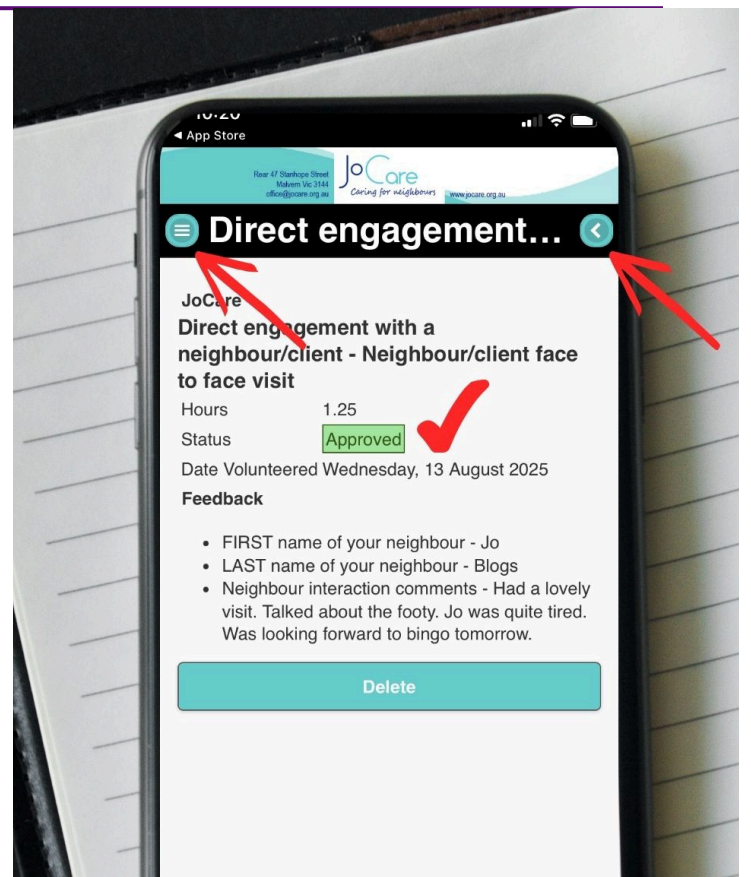 10:20
◀ App Store
Rear 47 Stanhope Street
Malvern Vic 3144
office@jocare.org.au
JoCare
Caring for neighbours
www.jocare.org.au
Direct engagement...
JoCare
Direct engagement with a
neighbour/client - Neighbour/client face
to face visit
Hours 1.25
Status Approved
Date Volunteered Wednesday, 13 August 2025
Feedback
• FIRST name of your neighbour - Jo
• LAST name of your neighbour - Blogs
• Neighbour interaction comments - Had a lovely
visit. Talked about the footy. Jo was quite tired.
Was looking forward to bingo tomorrow.
Delete